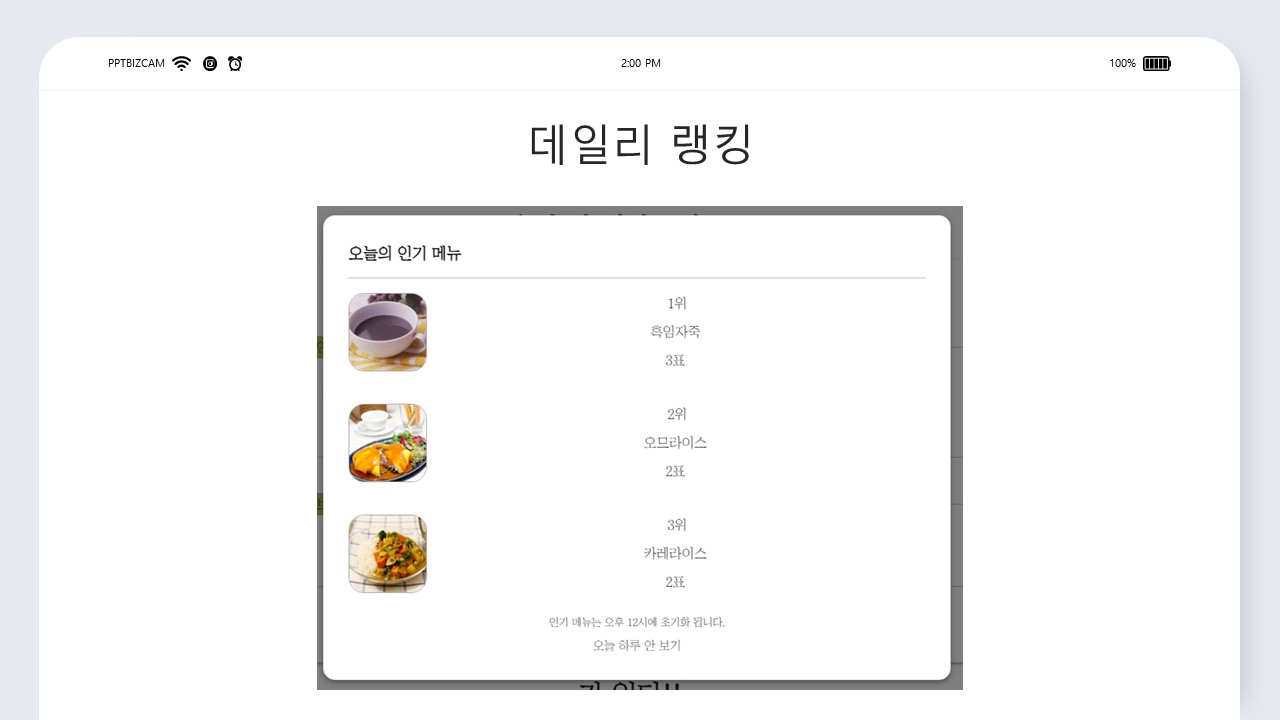 PPTBIZCAM
2:00 PM
100%
데일리 랭킹
오늘의 인기 메뉴
1위
흑임자죽
3표
2위
오므라이스
2표
3위
카레라이스
2표
인기 메뉴는 오후 12시에 초기화 됩니다.
오늘 하루 안 보기